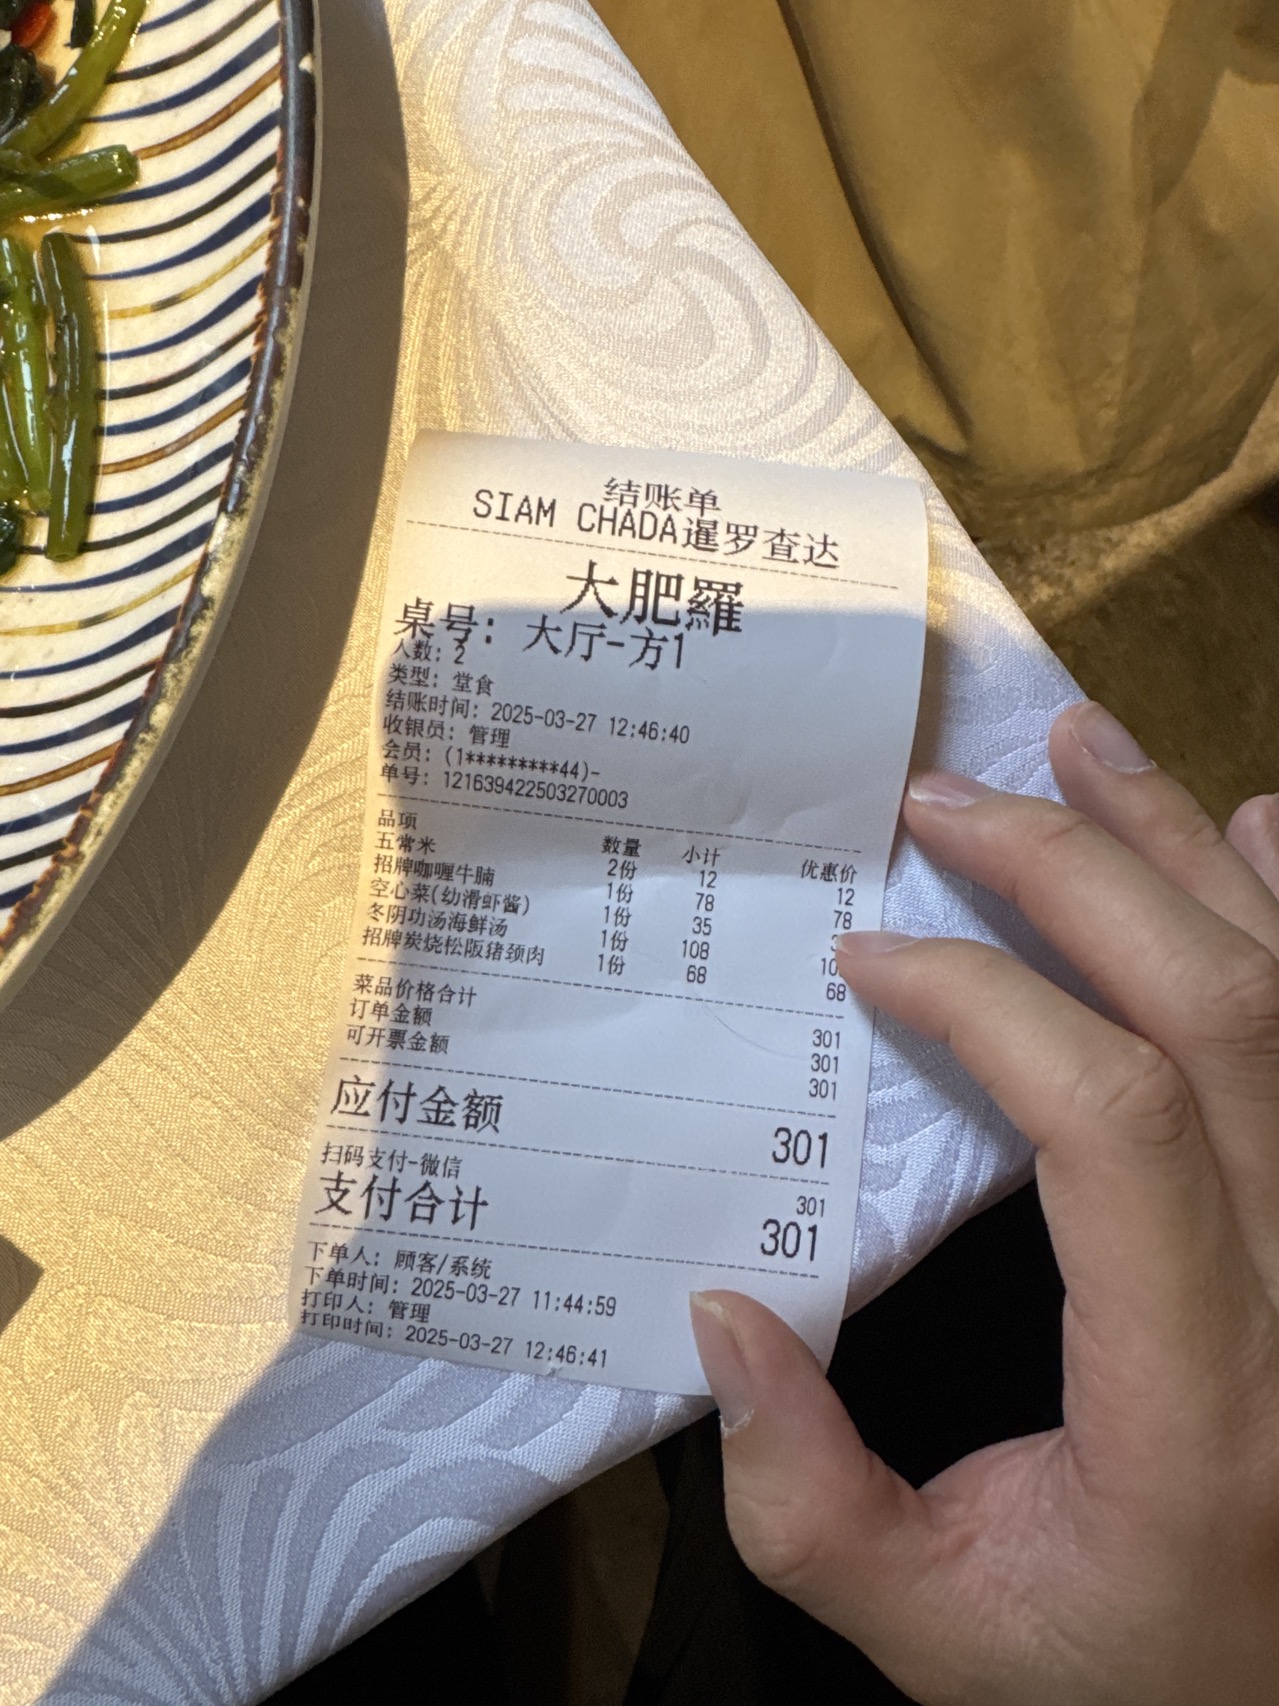 结账单
SIAM CHADA暹罗查达
大肥羅
桌号: 大厅-方1
人数: 2
类型: 堂食
结账时间: 2025-03-27 12:46:40
收银员: 管理
会员: (1*********44)-
单号: 121639422503270003
品项 数量 小计 优惠价
五常米 2份 12 12
招牌咖喱牛腩 1份 78 78
空心菜(幼滑虾酱) 1份 35
冬阴功汤海鲜汤 1份 108
招牌炭烧松阪猪颈肉 1份 68 68
菜品价格合计 301
订单金额 301
可开票金额 301
应付金额 301
扫码支付-微信 301
支付合计 301
下单人: 顾客/系统
下单时间: 2025-03-27 11:44:59
打印人: 管理
打印时间: 2025-03-27 12:46:41